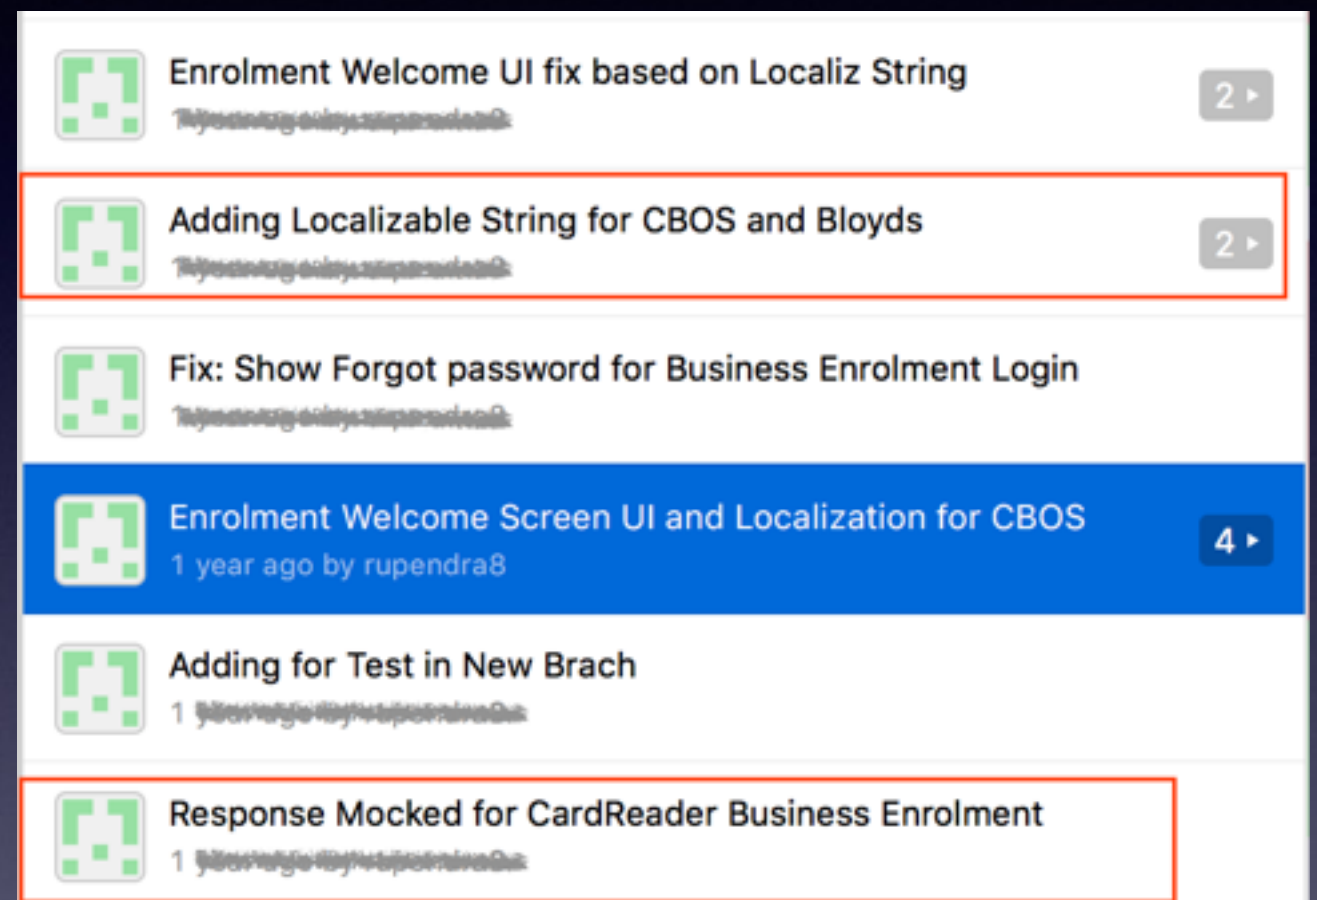 Enrolment Welcome UI fix based on Localiz String
2
Adding Localizable String for CBOS and Bloyds
2
Fix: Show Forgot password for Business Enrolment Login
Enrolment Welcome Screen UI and Localization for CBOS
4
1 year ago by rupendra8
Adding for Test in New Brach
1
Response Mocked for CardReader Business Enrolment
1